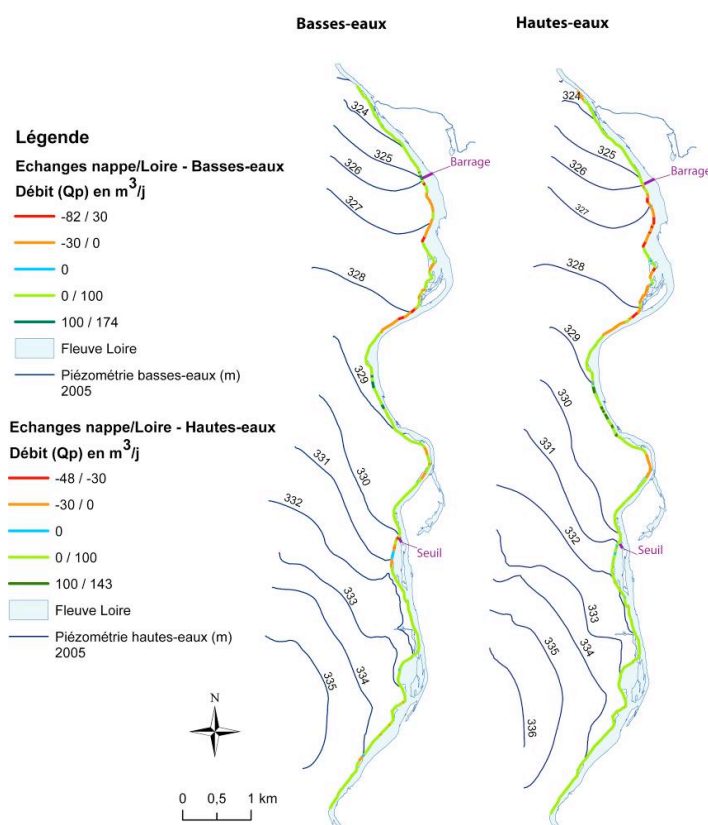 Basses-eaux
Hautes-eaux
Légende
Echanges nappe/Loire - Basses-eaux
Débit (Qp) en m³/j
-82 / 30
-30 / 0
0
0 / 100
100 / 174
Fleuve Loire
Piézométrie basses-eaux (m)
2005
Echanges nappe/Loire - Hautes-eaux
Débit (Qp) en m³/j
-48 / -30
-30 / 0
0
0 / 100
100 / 143
Fleuve Loire
Piézométrie hautes-eaux (m)
2005
N
0 0,5 1 km
324
325
Barrage
326
327
328
329
330
331
332
Seuil
333
334
335
324
325
Barrage
326
327
328
329
330
331
332
Seuil
333
334
335
336